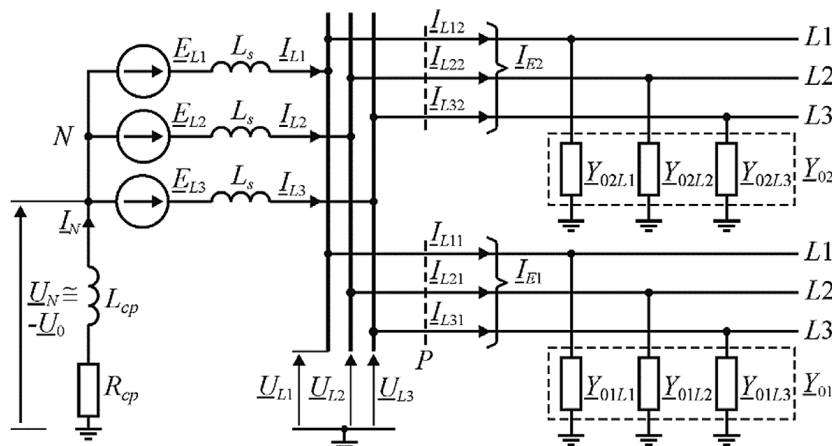 I_L12
E_L1 L_s I_L1 I_L22 I_E2 L1
L2
N E_L2 L_s I_L2 I_L32 L3
E_L3 L_s I_L3 Y_02L1 Y_02L2 Y_02L3 Y_02
I_N I_L11 L1
U_N ≅ L_cp I_L21 I_E1 L2
-U_0 I_L31 L3
R_cp U_L1 U_L2 U_L3 P Y_01L1 Y_01L2 Y_01L3 Y_01